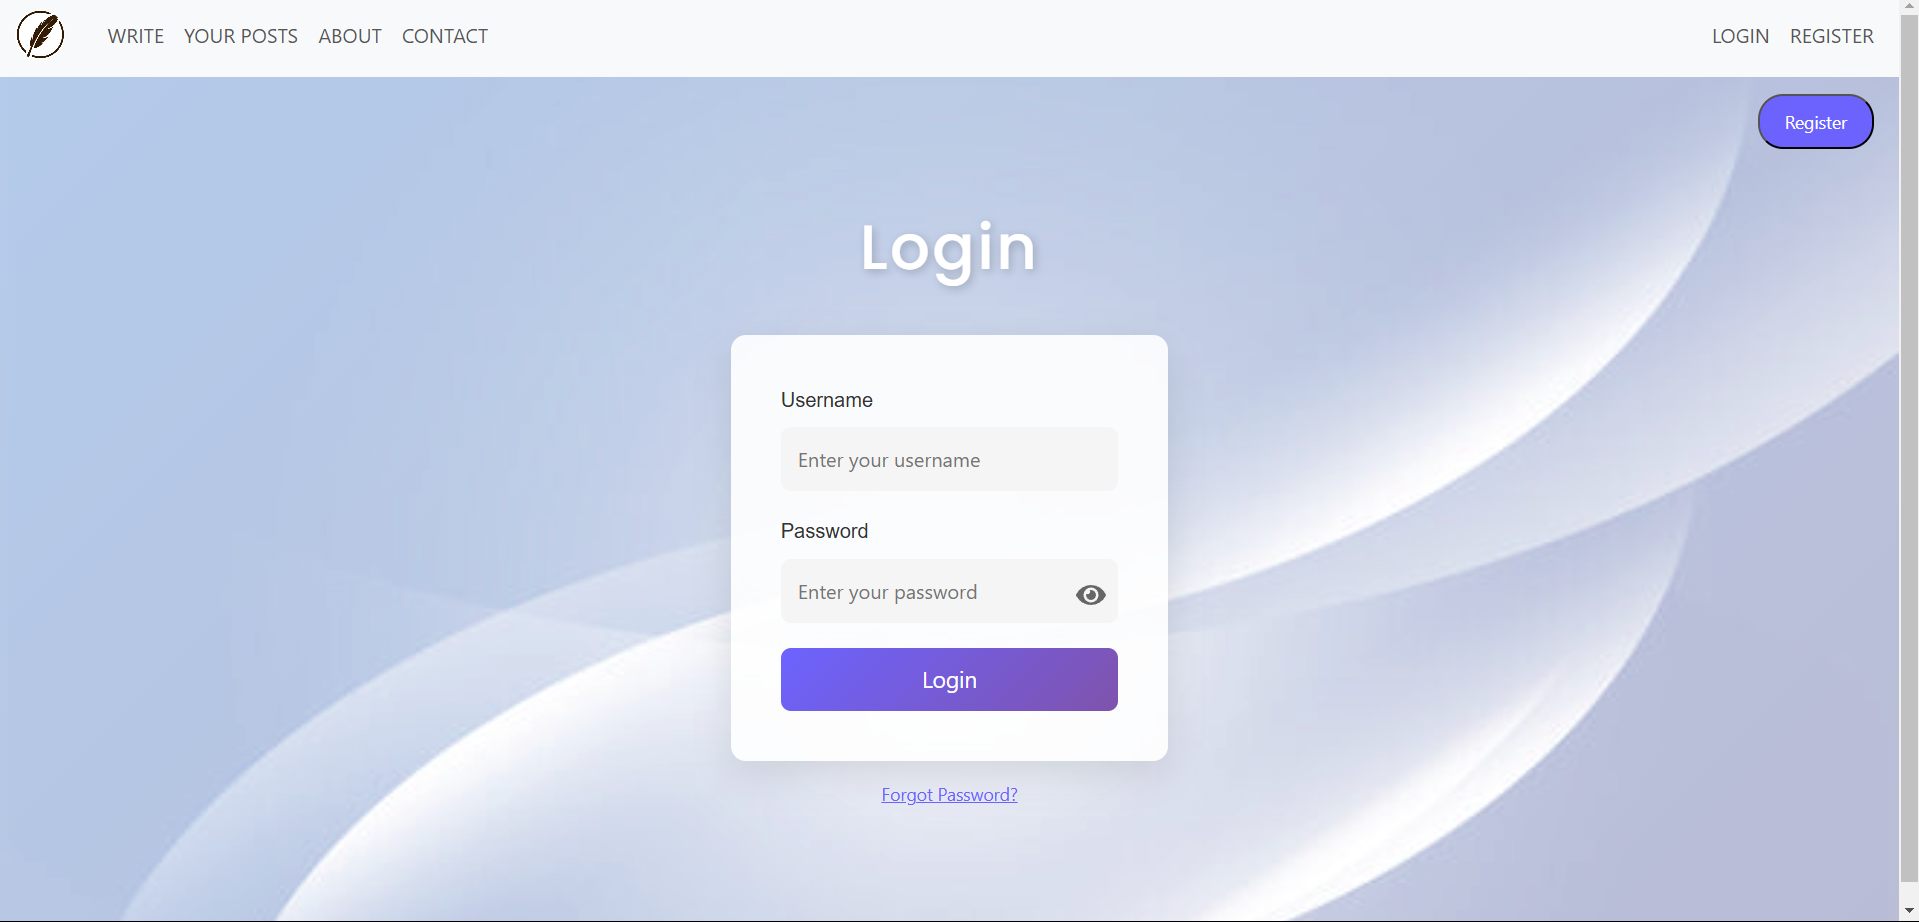 WRITE YOUR POSTS ABOUT CONTACT LOGIN REGISTER
Register
Login
Username
Enter your username
Password
Enter your password
Login
Forgot Password?